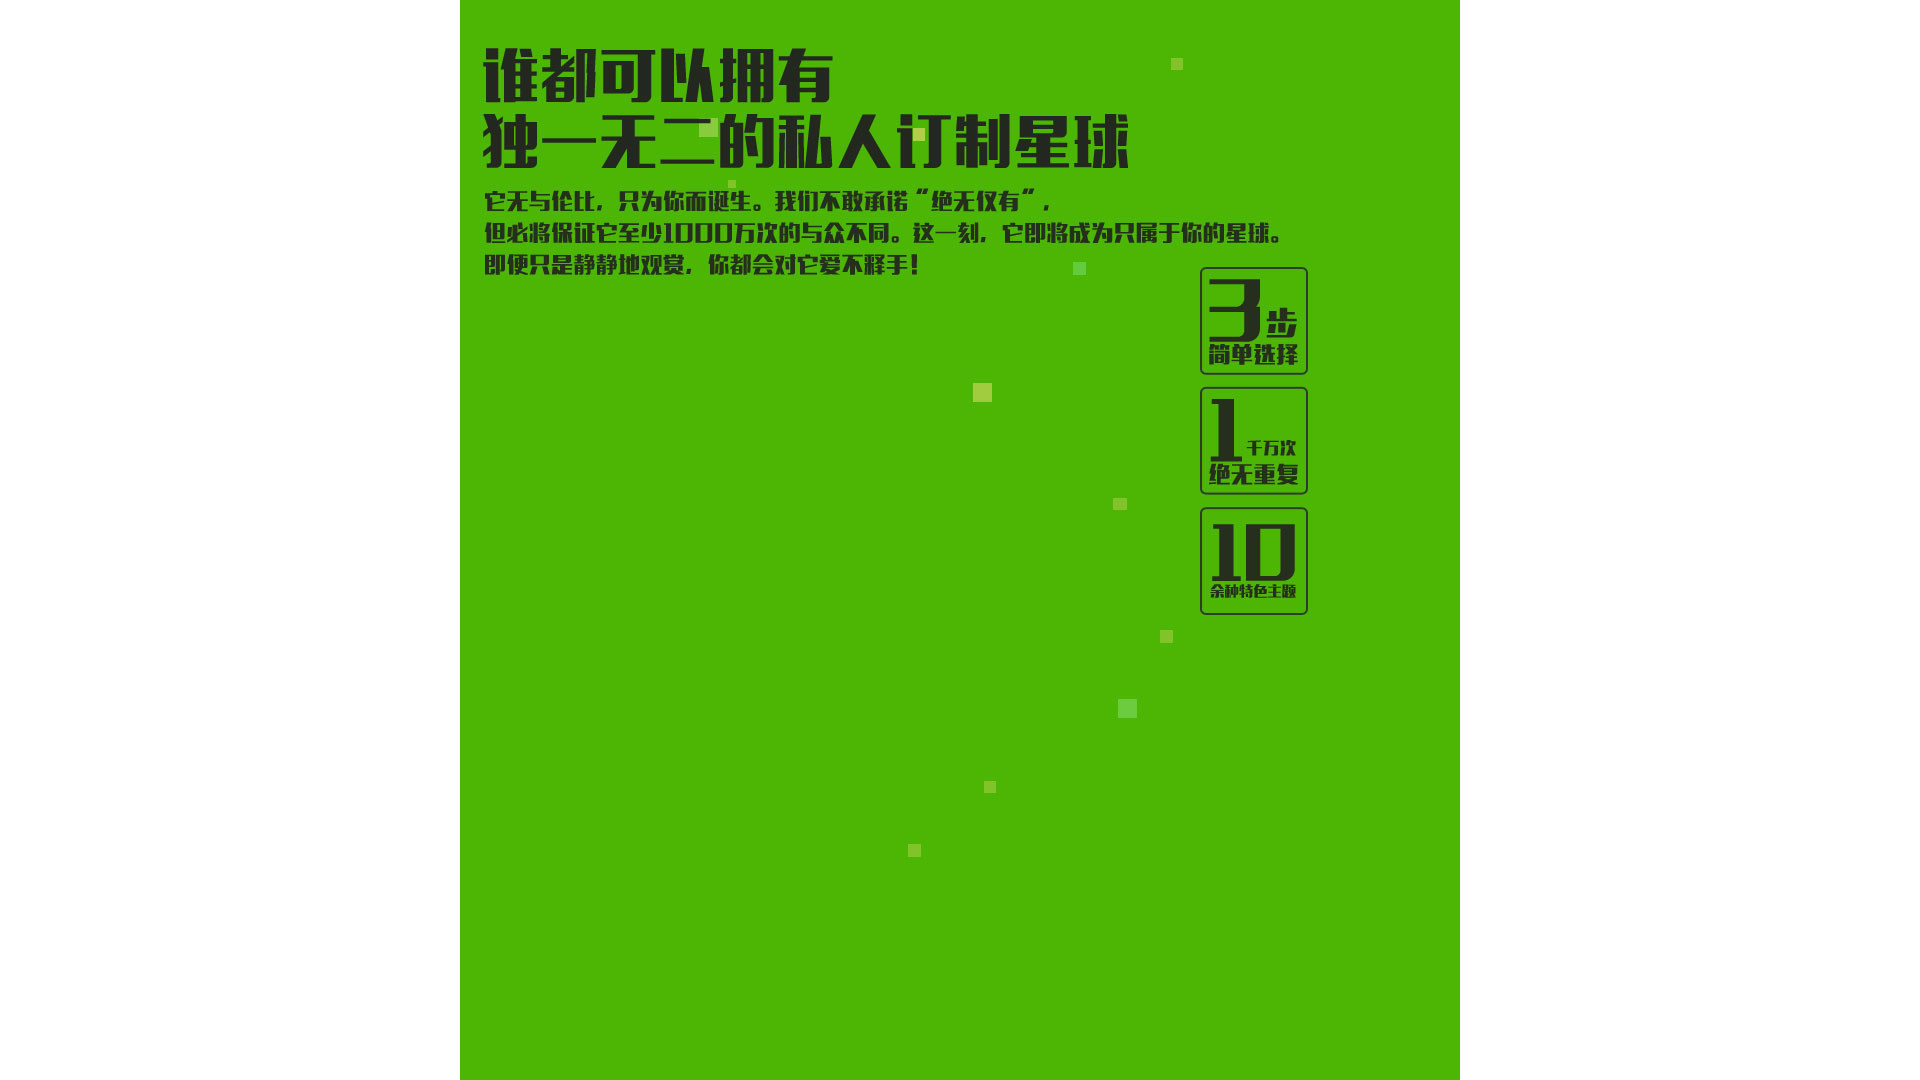 谁都可以拥有
独一无二的私人订制星球
它无与伦比，只为你而诞生。我们不敢承诺“绝无仅有”，
但必将保证它至少1000万次的与众不同。这一刻，它即将成为只属于你的星球。
即便只是静静地观赏，你都会对它爱不释手！
3步
简单选择
1千万次
绝无重复
10
余种特色主题